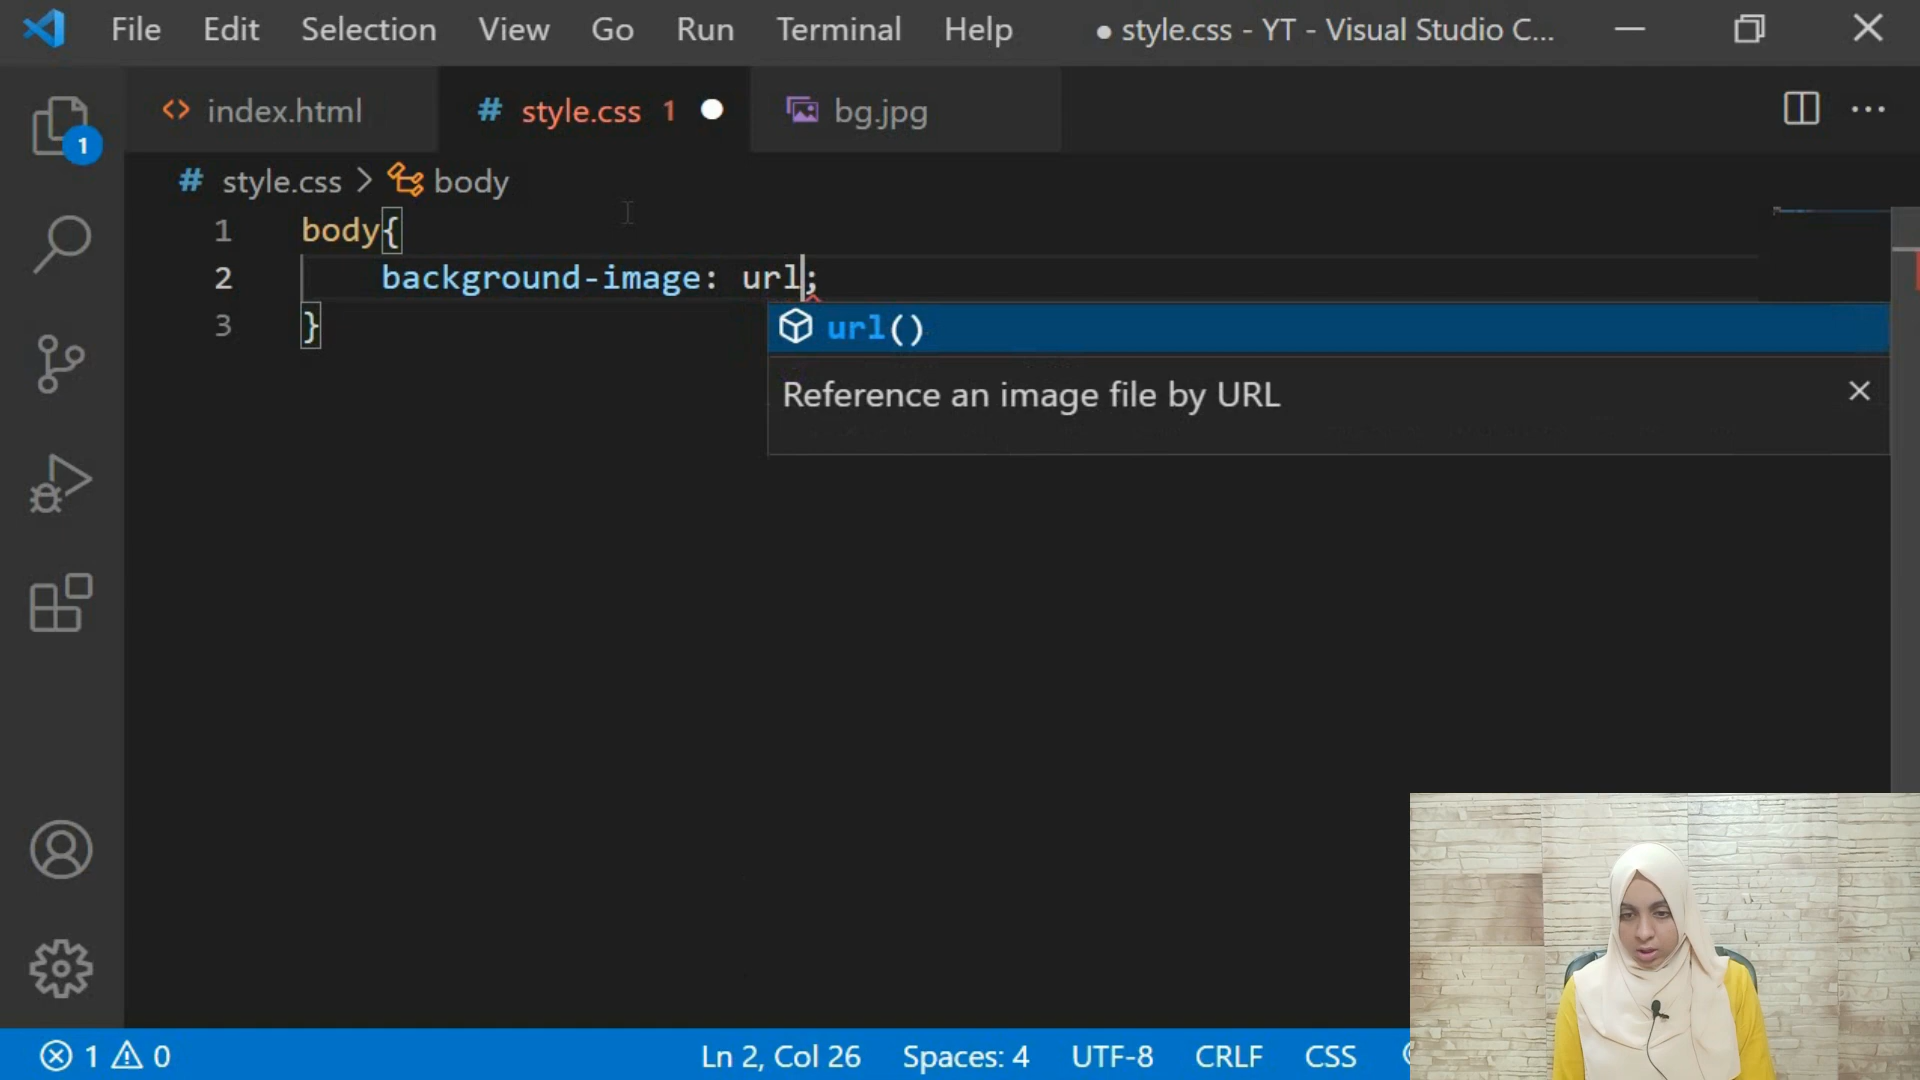 File Edit Selection View Go Run Terminal Help ● style.css - YT - Visual Studio C...
index.html # style.css 1 bg.jpg
1
# style.css > body
1 body{
2 background-image: url;
3 }
url()
Reference an image file by URL
1 0 Ln 2, Col 26 Spaces: 4 UTF-8 CRLF CSS